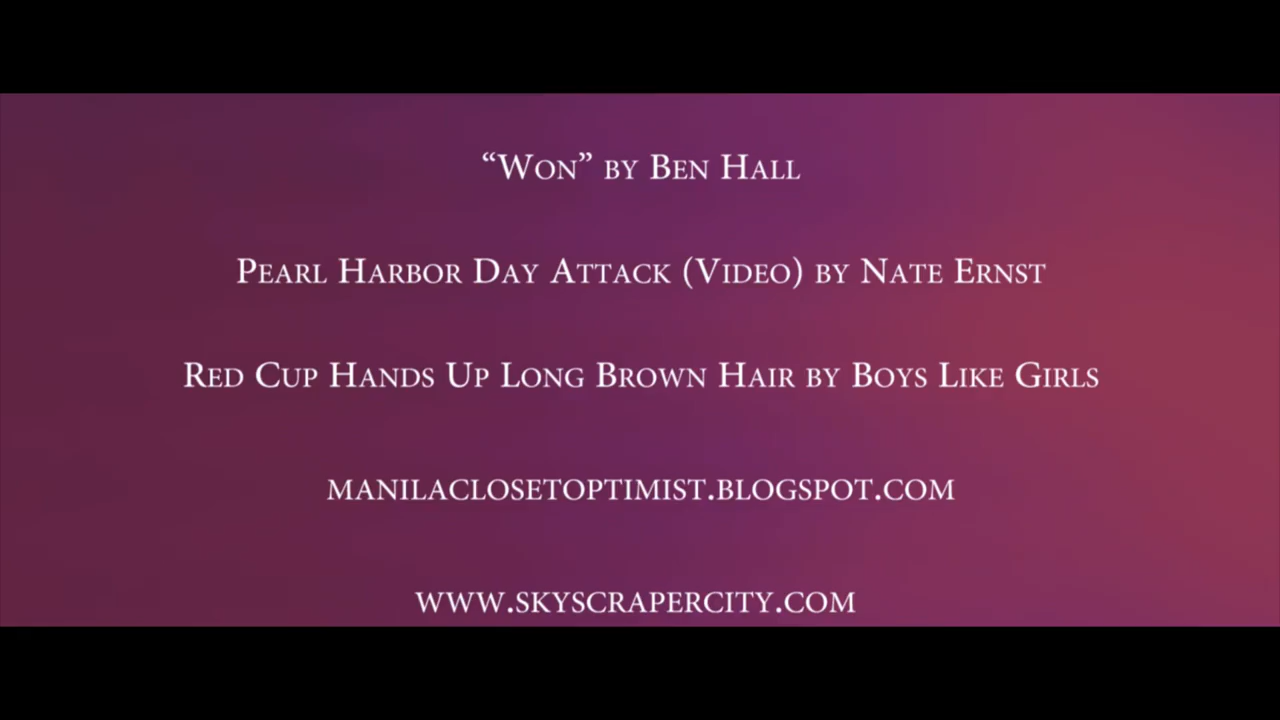 “Won” by Ben Hall
Pearl Harbor Day Attack (Video) by Nate Ernst
Red Cup Hands Up Long Brown Hair by Boys Like Girls
manilaclosetoptimist.blogspot.com
www.skyscrapercity.com